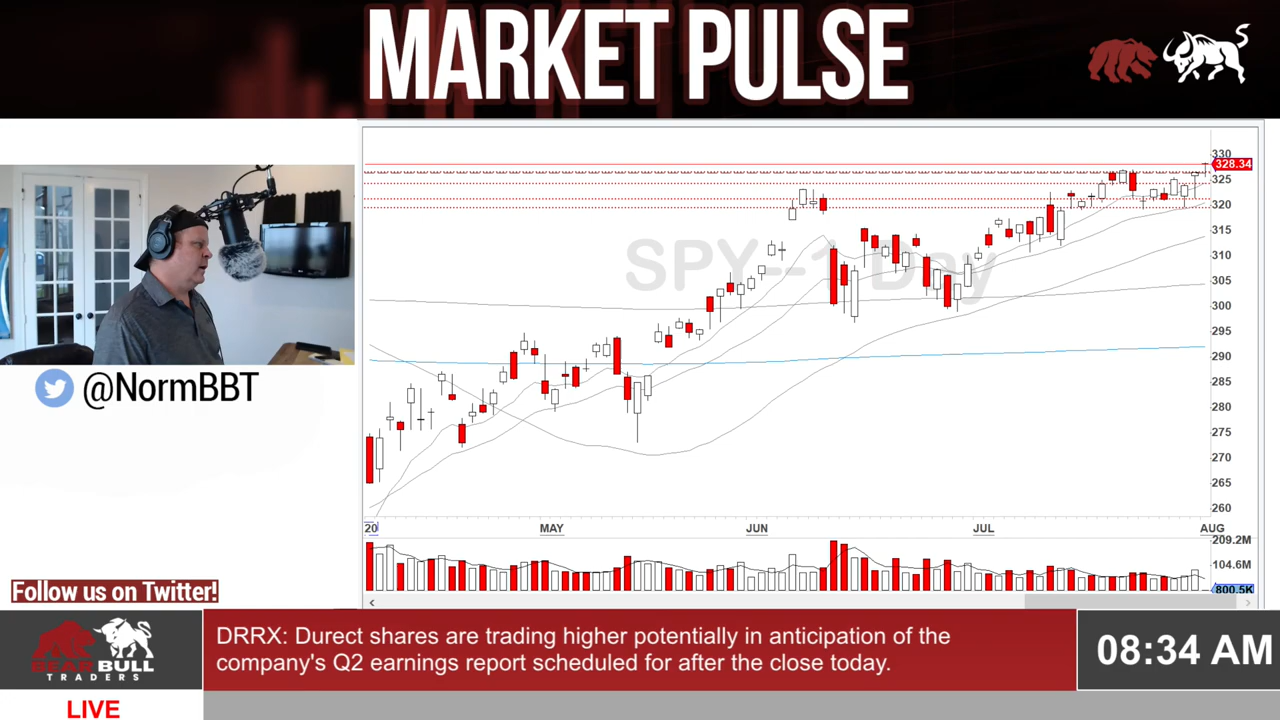 MARKET PULSE
SPY--1 Day
330
328.34
325
320
315
310
305
300
295
290
285
280
275
270
265
260
20
MAY
JUN
JUL
AUG
209.2M
104.6M
800.5K
@NormBBT
Follow us on Twitter!
BEAR BULL
TRADERS
LIVE
DRRX: Durect shares are trading higher potentially in anticipation of the
company's Q2 earnings report scheduled for after the close today.
08:34 AM